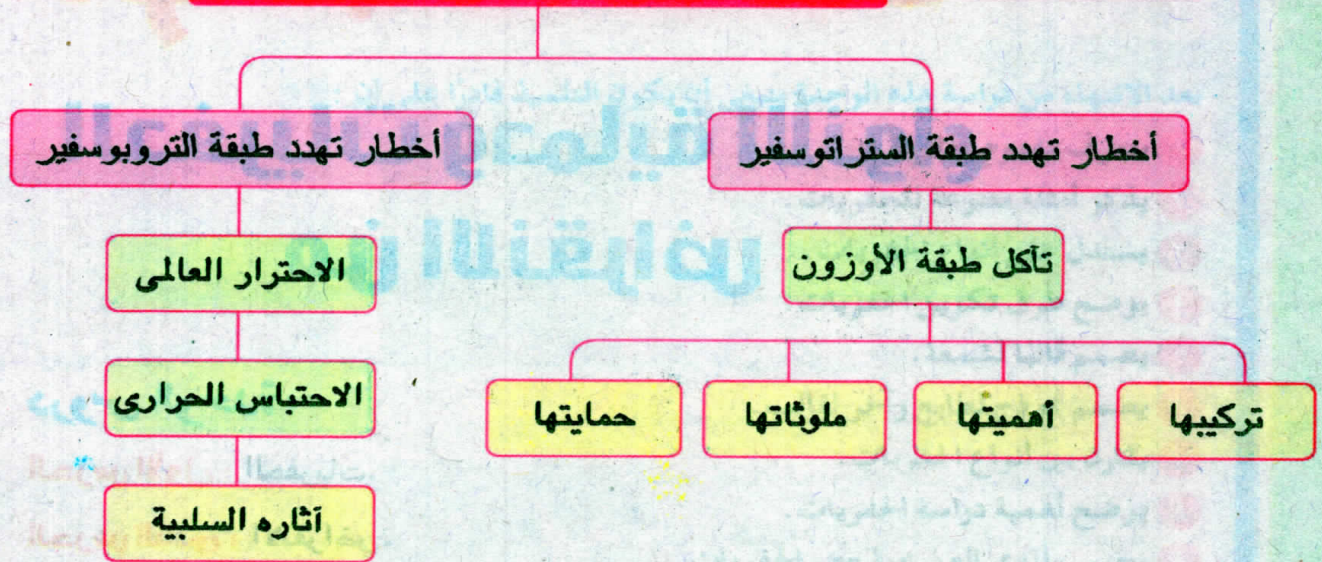 أخطار تهدد طبقة الستراتوسفير
أخطار تهدد طبقة التروبوسفير
تآكل طبقة الأوزون
الاحترار العالمى
تركيبها
أهميتها
ملوثاتها
حمايتها
الاحتباس الحرارى
آثاره السلبية